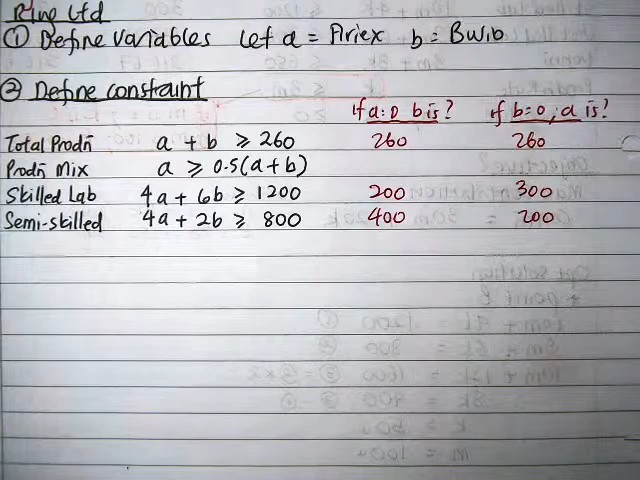 Ring Ltd
① Define variables let a = Ariex b = Bwib
② Define constraint
If a:0 b is? If b=0, a is?
Total Prodn̄ a + b ⩾ 260 260 260
Prodn̄ Mix a ⩾ 0.5(a+b)
Skilled Lab 4a + 6b ⩾ 1200 200 300
Semi-skilled 4a + 2b ⩾ 800 400 200